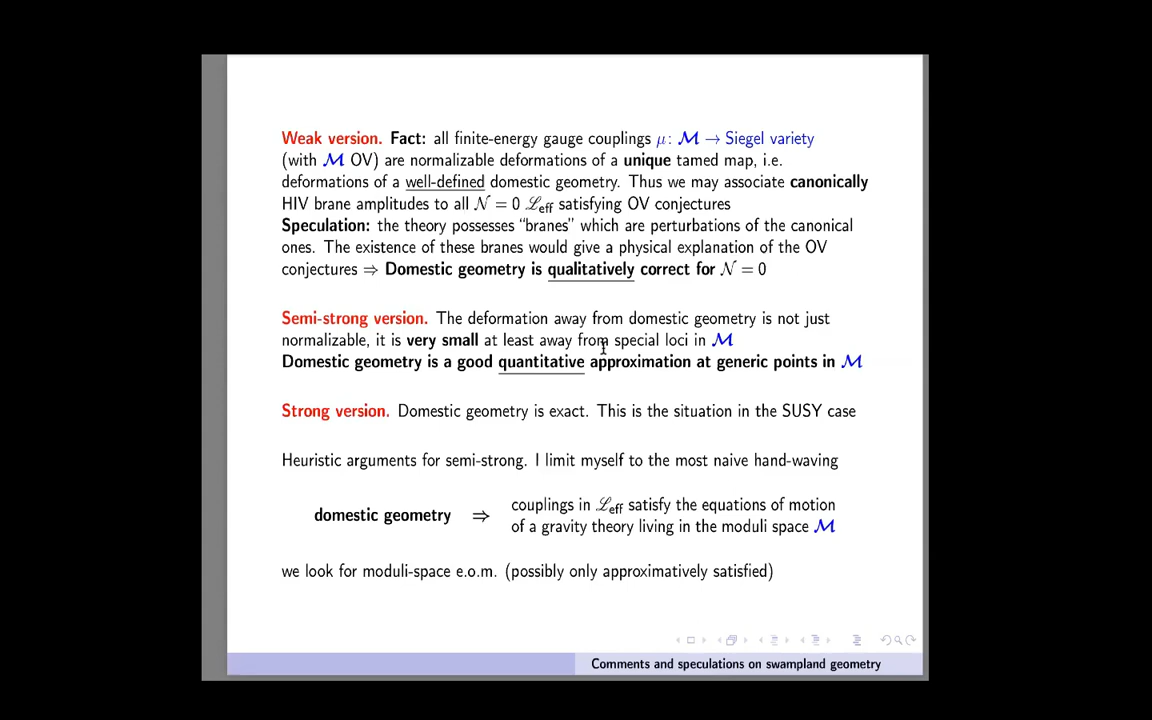 Weak version. Fact: all finite-energy gauge couplings μ: ℳ → Siegel variety
(with ℳ OV) are normalizable deformations of a unique tamed map, i.e.
deformations of a well-defined domestic geometry. Thus we may associate canonically
HIV brane amplitudes to all 𝒩 = 0 ℒeff satisfying OV conjectures
Speculation: the theory possesses “branes” which are perturbations of the canonical
ones. The existence of these branes would give a physical explanation of the OV
conjectures ⇒ Domestic geometry is qualitatively correct for 𝒩 = 0
Semi-strong version. The deformation away from domestic geometry is not just
normalizable, it is very small at least away from special loci in ℳ
Domestic geometry is a good quantitative approximation at generic points in ℳ
Strong version. Domestic geometry is exact. This is the situation in the SUSY case
Heuristic arguments for semi-strong. I limit myself to the most naive hand-waving
domestic geometry ⇒ couplings in ℒeff satisfy the equations of motion
of a gravity theory living in the moduli space ℳ
we look for moduli-space e.o.m. (possibly only approximatively satisfied)
Comments and speculations on swampland geometry